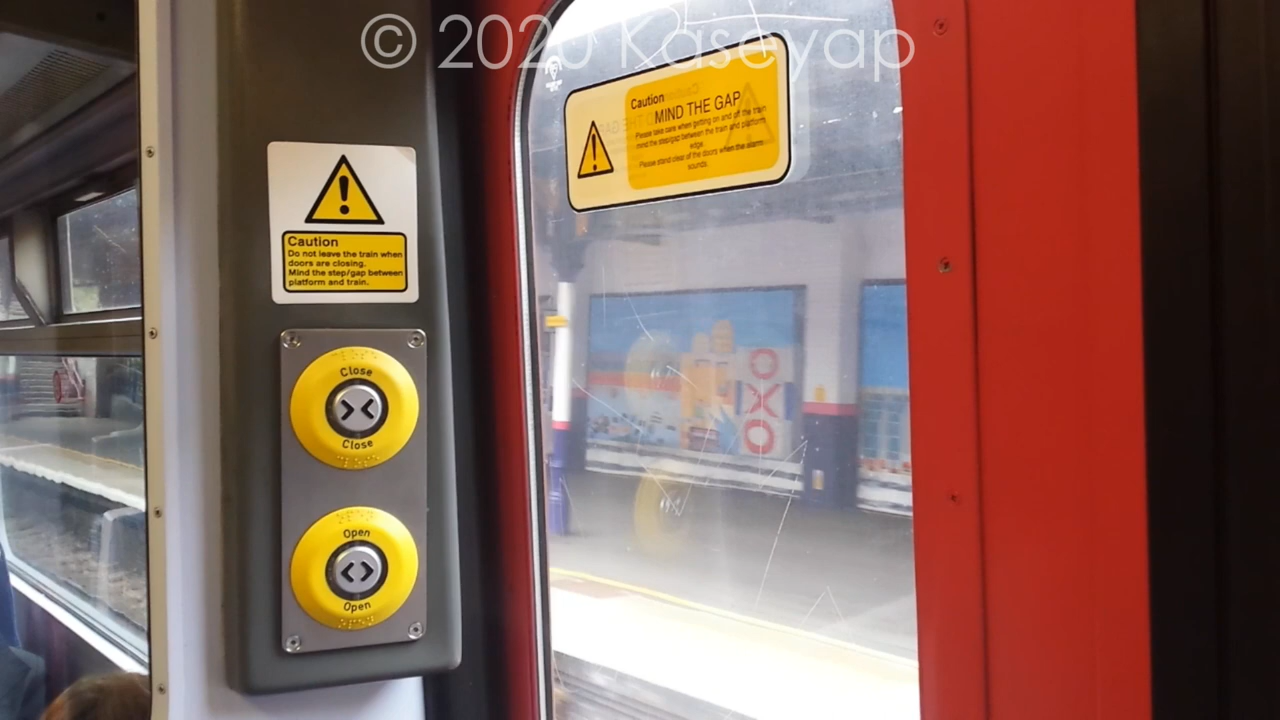 © 2020 Kaseyap
Caution
MIND THE GAP
Please take care when getting on and off the train
mind the step/gap between the train and platform
edge.
Please stand clear of the doors when the alarm
sounds.
Caution
Do not leave the train when
doors are closing.
Mind the step/gap between
platform and train.
Close
Close
Open
Open
OXO